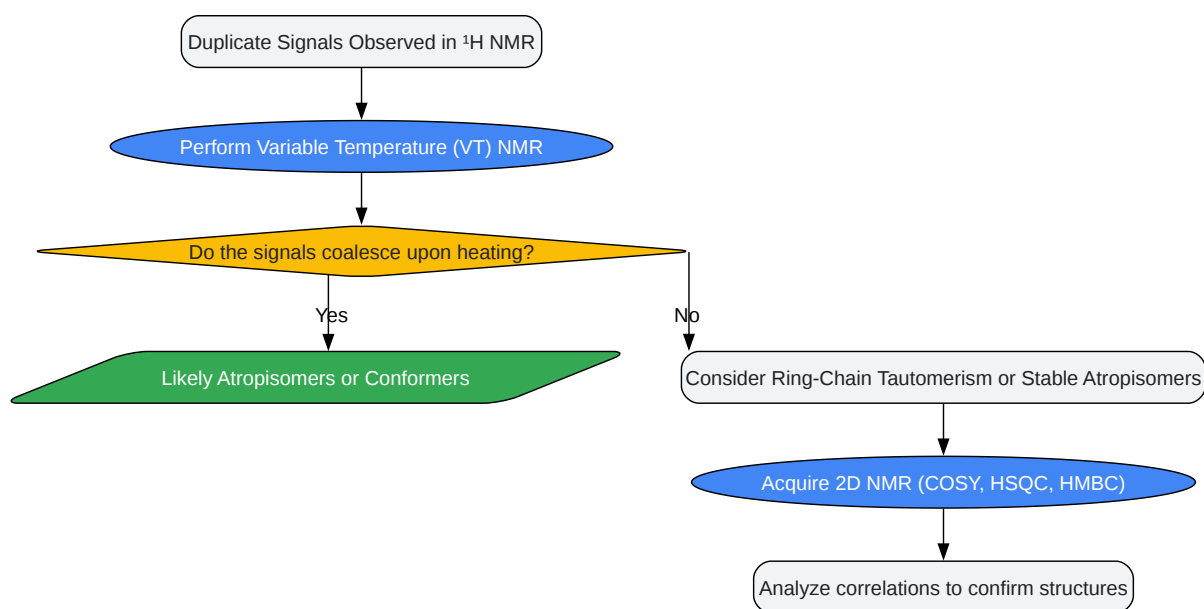 Duplicate Signals Observed in ¹H NMR
Perform Variable Temperature (VT) NMR
Do the signals coalesce upon heating?
Yes
No
Likely Atropisomers or Conformers
Consider Ring-Chain Tautomerism or Stable Atropisomers
Acquire 2D NMR (COSY, HSQC, HMBC)
Analyze correlations to confirm structures